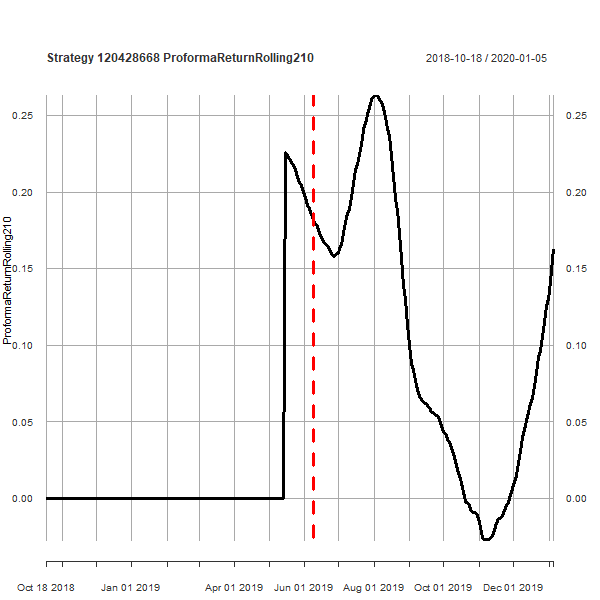 Strategy 120428668 ProformaReturnRolling210
2018-10-18 / 2020-01-05
ProformaReturnRolling210
0.25 0.25
0.20 0.20
0.15 0.15
0.10 0.10
0.05 0.05
0.00 0.00
Oct 18 2018 Jan 01 2019 Apr 01 2019 Jun 01 2019 Aug 01 2019 Oct 01 2019 Dec 01 2019